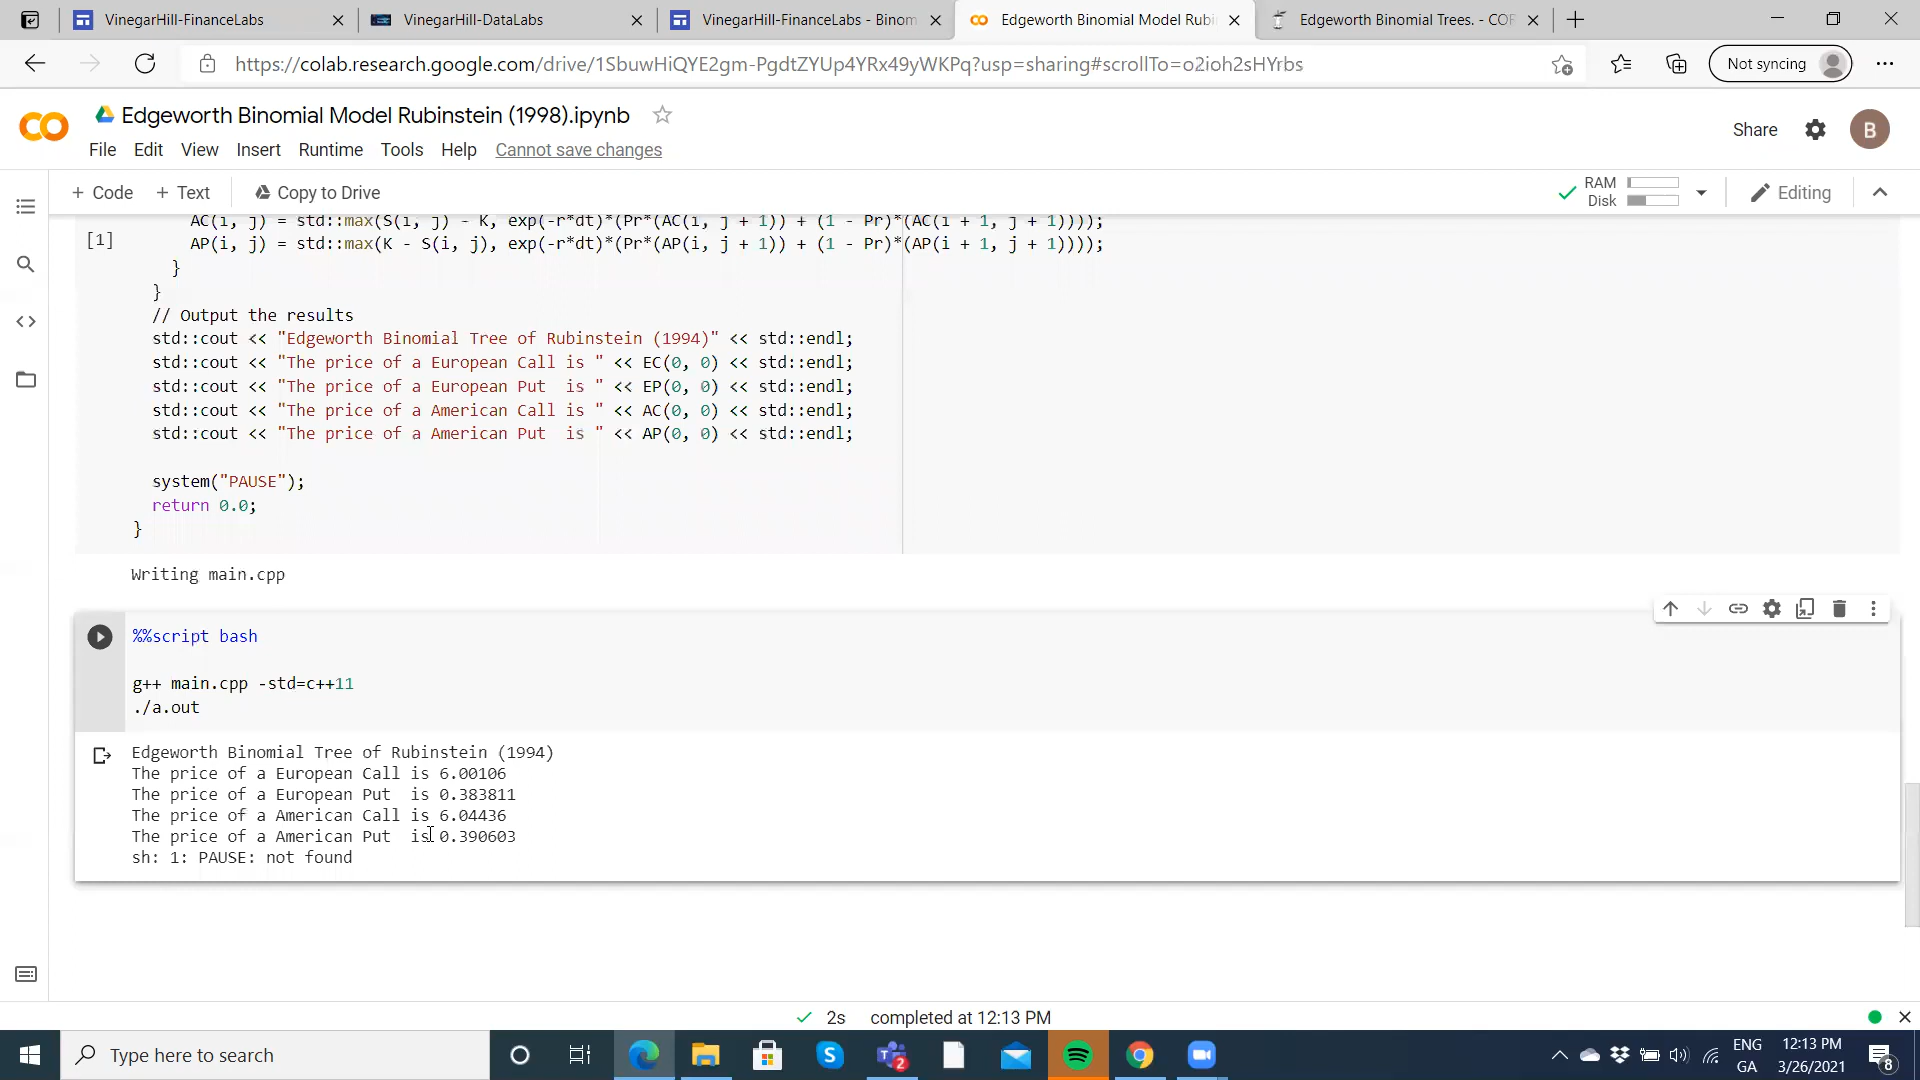 VinegarHill-FinanceLabs
VinegarHill-DataLabs
VinegarHill-FinanceLabs - Binom
Edgeworth Binomial Model Rubi
Edgeworth Binomial Trees. - COR
https://colab.research.google.com/drive/1SbuwHiQYE2gm-PgdtZYUp4YRx49yWKPq?usp=sharing#scrollTo=o2ioh2sHYrbs
Not syncing
Edgeworth Binomial Model Rubinstein (1998).ipynb
Share
B
File Edit View Insert Runtime Tools Help Cannot save changes
+ Code + Text Copy to Drive
RAM
Disk
Editing
AC(i, j) = std::max(S(i, j) - K, exp(-r*dt)*(Pr*(AC(i, j + 1)) + (1 - Pr)*(AC(i + 1, j + 1))));
[1]
AP(i, j) = std::max(K - S(i, j), exp(-r*dt)*(Pr*(AP(i, j + 1)) + (1 - Pr)*(AP(i + 1, j + 1))));
}
}
// Output the results
std::cout << "Edgeworth Binomial Tree of Rubinstein (1994)" << std::endl;
std::cout << "The price of a European Call is " << EC(0, 0) << std::endl;
std::cout << "The price of a European Put  is " << EP(0, 0) << std::endl;
std::cout << "The price of a American Call is " << AC(0, 0) << std::endl;
std::cout << "The price of a American Put  is " << AP(0, 0) << std::endl;
system("PAUSE");
return 0.0;
}
Writing main.cpp
%%script bash
g++ main.cpp -std=c++11
./a.out
Edgeworth Binomial Tree of Rubinstein (1994)
The price of a European Call is 6.00106
The price of a European Put  is 0.383811
The price of a American Call is 6.04436
The price of a American Put  is 0.390603
sh: 1: PAUSE: not found
2s completed at 12:13 PM
Type here to search
2
ENG
GA
12:13 PM
3/26/2021
8